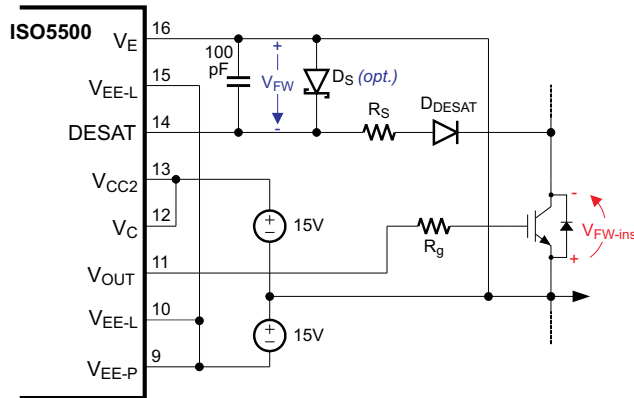 ISO5500
16
V_E
100
pF
+
V_FW
-
D_S (opt.)
15
V_EE-L
DESAT
14
R_S
D_DESAT
13
V_CC2
12
V_C
+
−
15V
-
V_FW-ins
+
R_g
V_OUT
11
V_EE-L
10
+
−
15V
9
V_EE-P